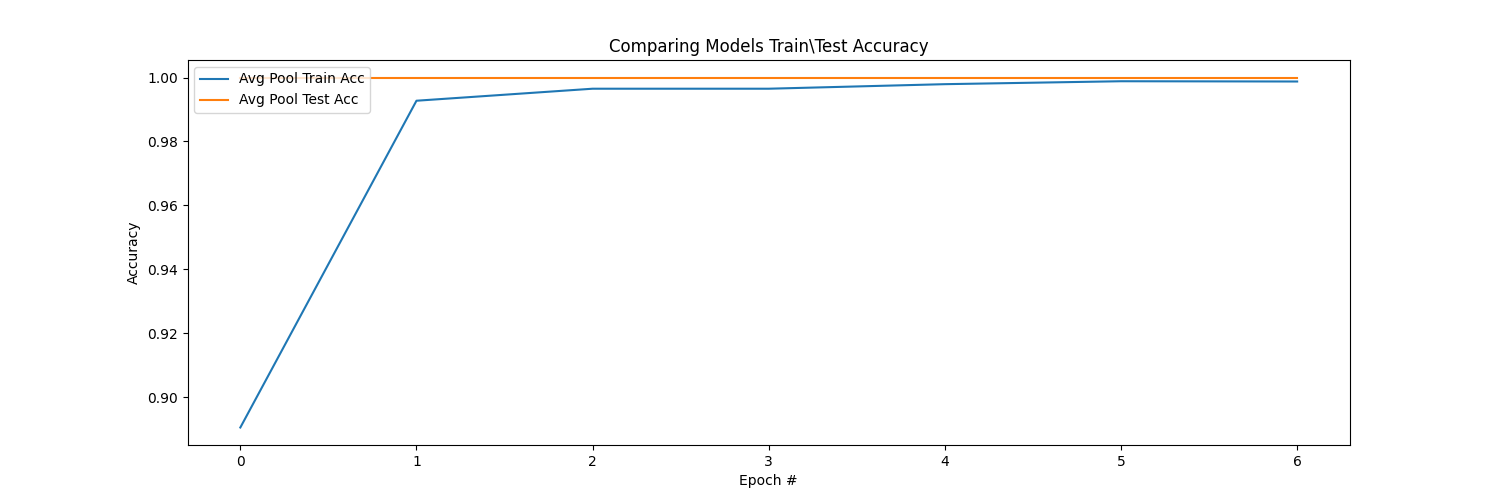 Comparing Models Train\Test Accuracy
Avg Pool Train Acc
Avg Pool Test Acc
1.00
0.98
0.96
0.94
0.92
0.90
Accuracy
0 1 2 3 4 5 6
Epoch #